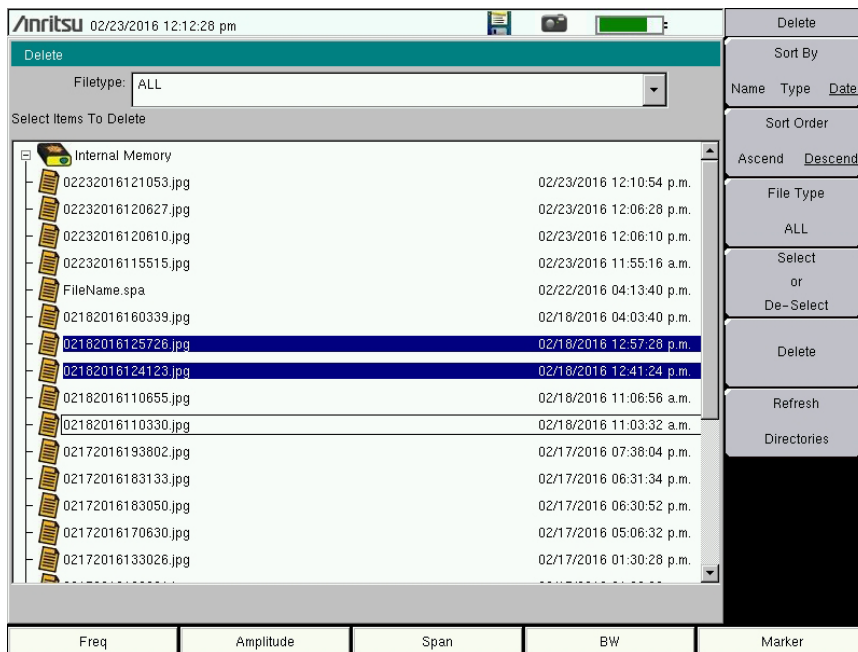 Anritsu 02/23/2016 12:12:28 pm
Delete
Filetype: ALL
Select Items To Delete
Internal Memory
02232016121053.jpg 02/23/2016 12:10:54 p.m.
02232016120627.jpg 02/23/2016 12:06:28 p.m.
02232016120610.jpg 02/23/2016 12:06:10 p.m.
02232016115515.jpg 02/23/2016 11:55:16 a.m.
FileName.spa 02/22/2016 04:13:40 p.m.
02182016160339.jpg 02/18/2016 04:03:40 p.m.
02182016125726.jpg 02/18/2016 12:57:28 p.m.
02182016124123.jpg 02/18/2016 12:41:24 p.m.
02182016110655.jpg 02/18/2016 11:06:56 a.m.
02182016110330.jpg 02/18/2016 11:03:32 a.m.
02172016193802.jpg 02/17/2016 07:38:04 p.m.
02172016183133.jpg 02/17/2016 06:31:34 p.m.
02172016183050.jpg 02/17/2016 06:30:52 p.m.
02172016170630.jpg 02/17/2016 05:06:32 p.m.
02172016133026.jpg 02/17/2016 01:30:28 p.m.
Delete
Sort By
Name Type Date
Sort Order
Ascend Descend
File Type
ALL
Select
or
De-Select
Delete
Refresh
Directories
Freq Amplitude Span BW Marker